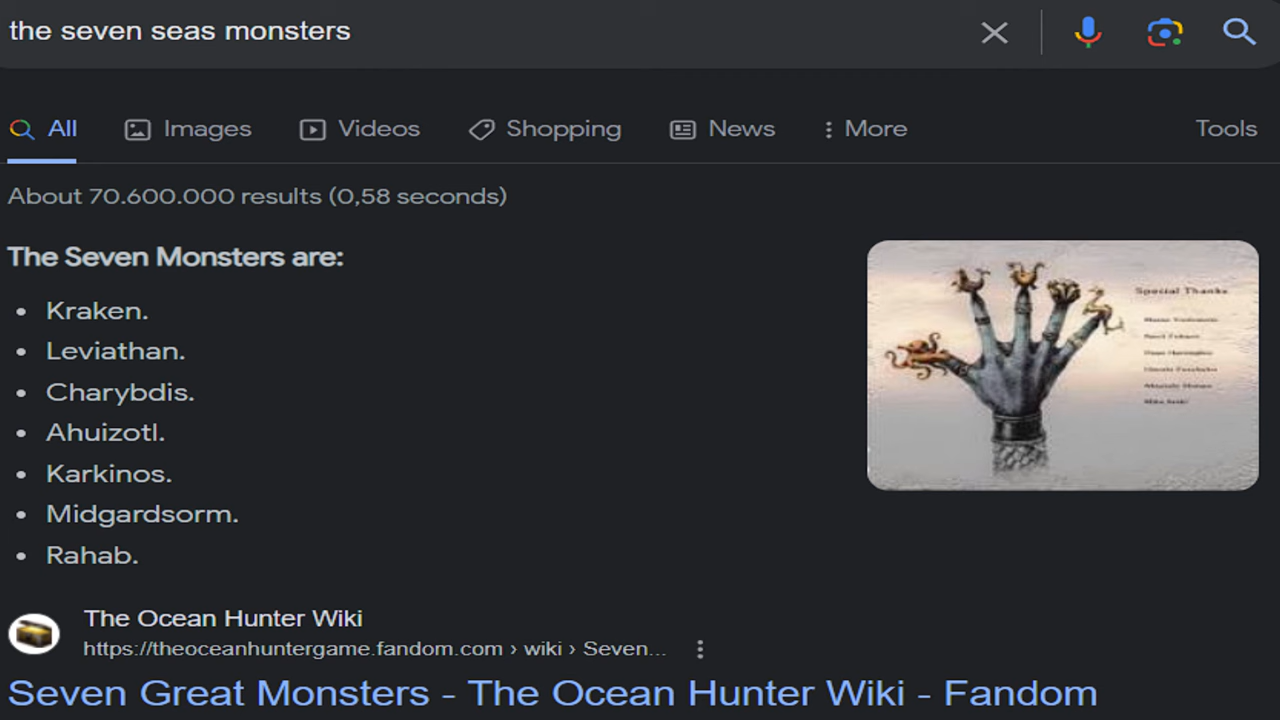 the seven seas monsters
All Images Videos Shopping News More Tools
About 70.600.000 results (0,58 seconds)
The Seven Monsters are:
• Kraken.
• Leviathan.
• Charybdis.
• Ahuizotl.
• Karkinos.
• Midgardsorm.
• Rahab.
Special Thanks
The Ocean Hunter Wiki
https://theoceanhuntergame.fandom.com › wiki › Seven...
Seven Great Monsters - The Ocean Hunter Wiki - Fandom